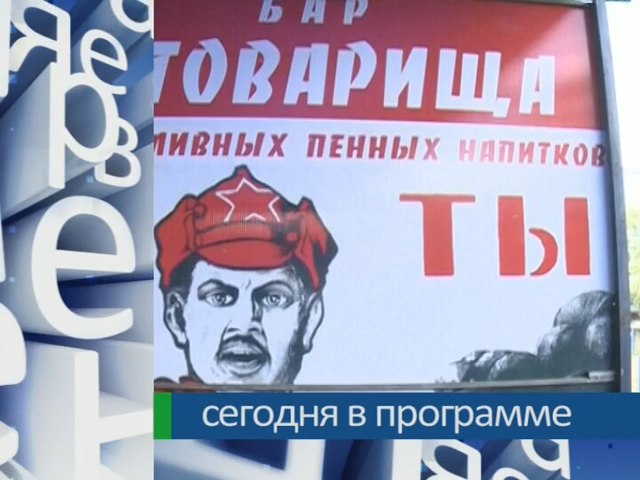 БАР
ТОВАРИЩА
ПИВНЫХ ПЕННЫХ НАПИТКОВ
ТЫ
сегодня в программе